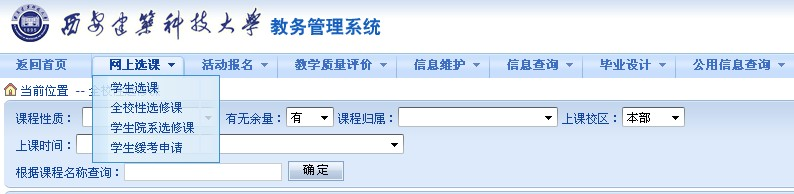 西安建筑科技大学 教务管理系统
返回首页 网上选课 活动报名 教学质量评价 信息维护 信息查询 毕业设计 公用信息查询
当前位置 -- 全校
学生选课
全校性选修课
学生院系选修课
学生缓考申请
课程性质： 有无余量： 有 课程归属： 上课校区： 本部
上课时间：
根据课程名称查询： 确定